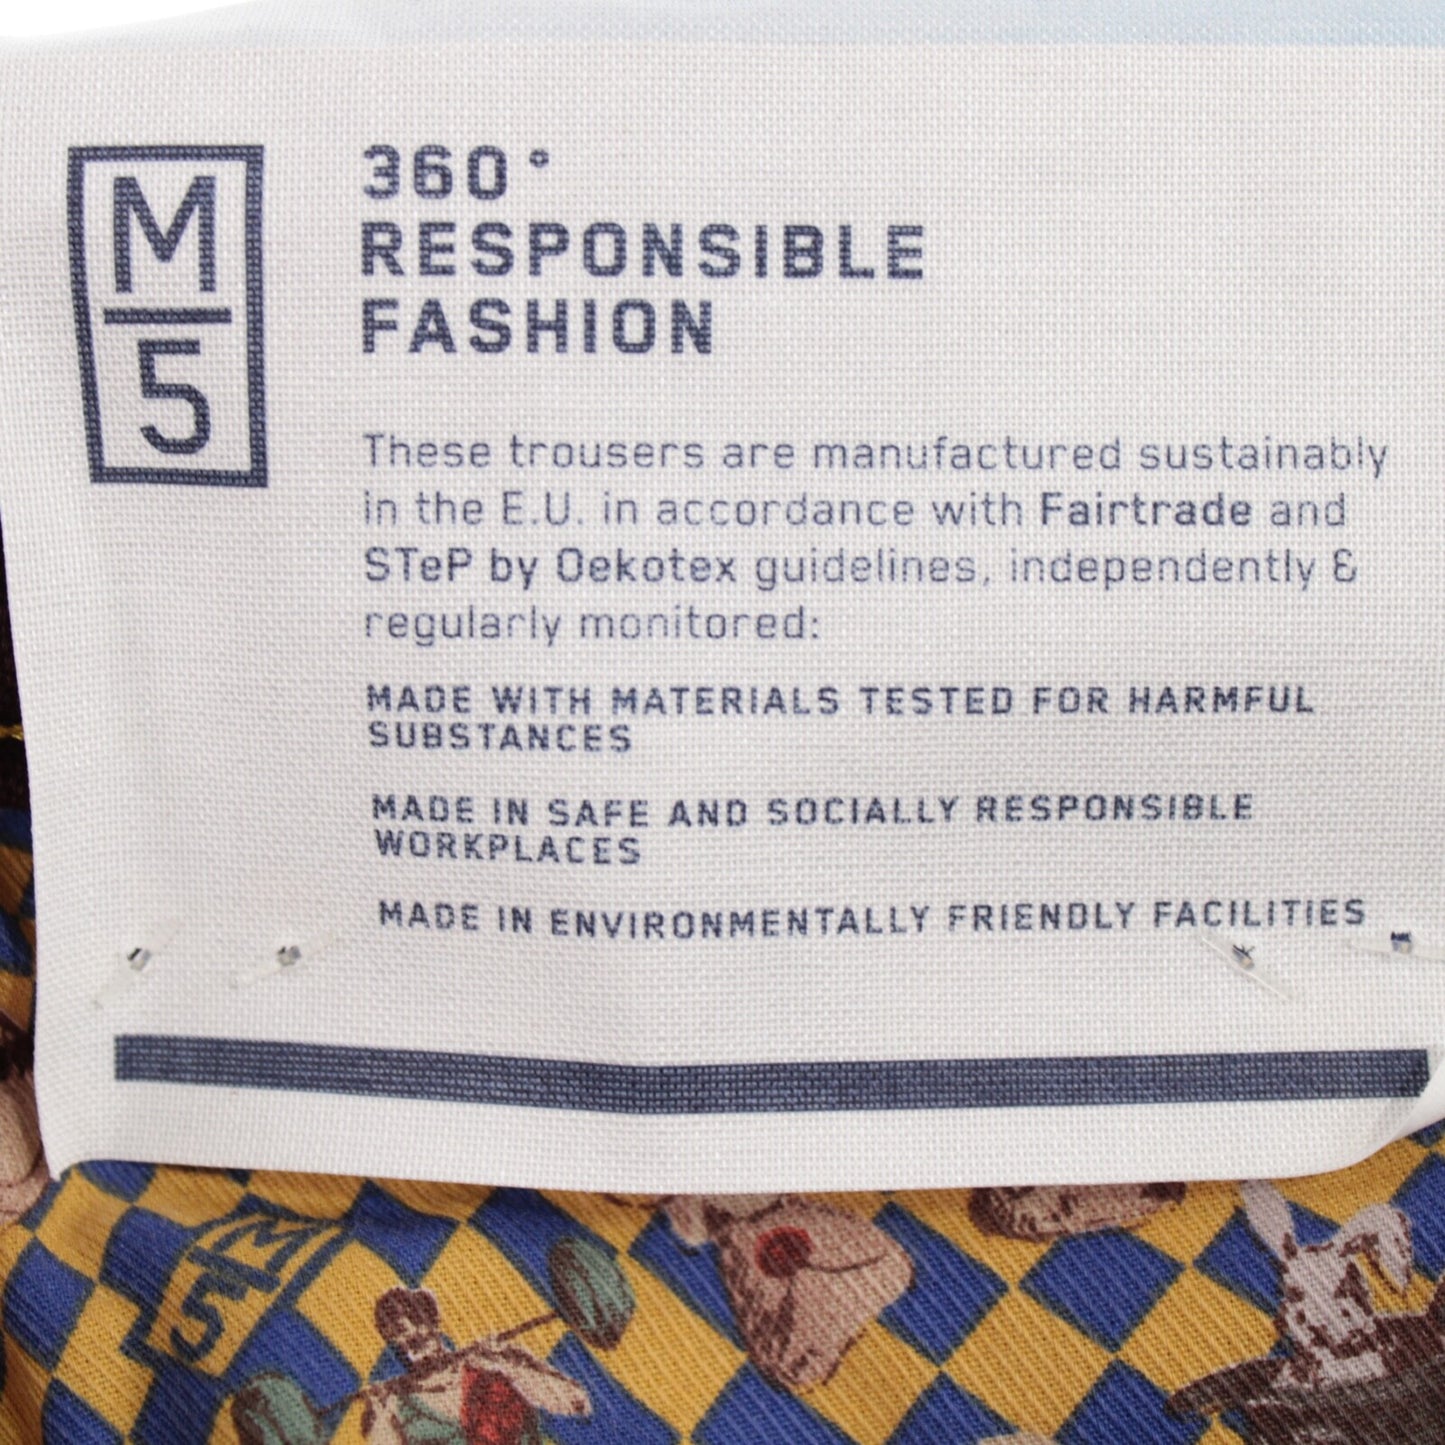 M
5
360°
RESPONSIBLE
FASHION
These trousers are manufactured sustainably
in the E.U. in accordance with Fairtrade and
STeP by Oekotex guidelines, independently &
regularly monitored:
MADE WITH MATERIALS TESTED FOR HARMFUL
SUBSTANCES
MADE IN SAFE AND SOCIALLY RESPONSIBLE
WORKPLACES
MADE IN ENVIRONMENTALLY FRIENDLY FACILITIES
M
5